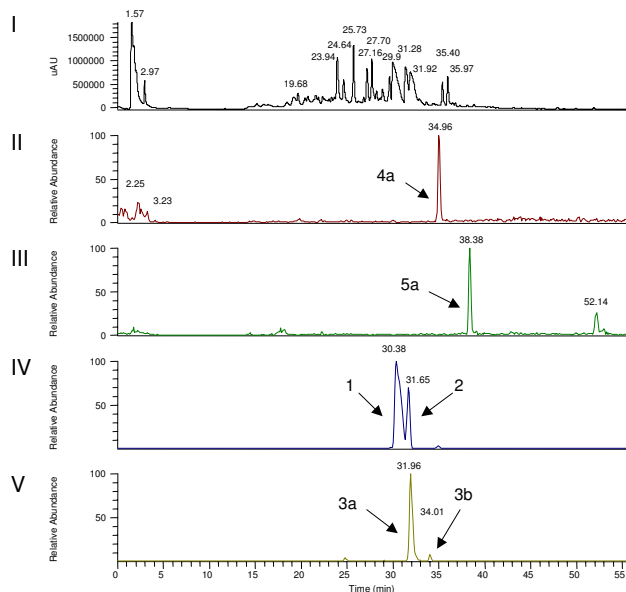 I
uAU
1500000
1000000
500000
0
1.57
2.97
19.68
23.94
24.64
25.73
27.16
27.70
29.9
31.28
31.92
35.40
35.97
II
Relative Abundance
100
50
0
2.25
3.23
34.96
4a
III
Relative Abundance
100
50
0
38.38
52.14
5a
IV
Relative Abundance
100
50
30.38
31.65
1
2
V
Relative Abundance
100
50
31.96
34.01
3a
3b
0 5 10 15 20 25 30 35 40 45 50 55
Time (min)